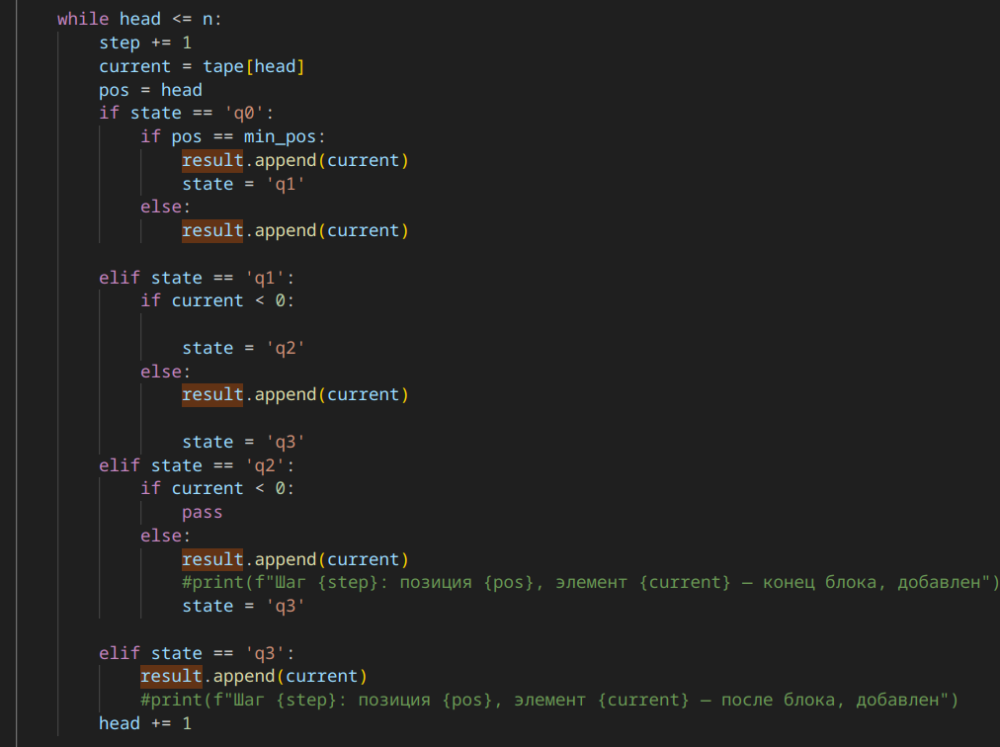 while head <= n:
step += 1
current = tape[head]
pos = head
if state == 'q0':
if pos == min_pos:
result.append(current)
state = 'q1'
else:
result.append(current)
elif state == 'q1':
if current < 0:
state = 'q2'
else:
result.append(current)
state = 'q3'
elif state == 'q2':
if current < 0:
pass
else:
result.append(current)
#print(f"Шаг {step}: позиция {pos}, элемент {current} — конец блока, добавлен")
state = 'q3'
elif state == 'q3':
result.append(current)
#print(f"Шаг {step}: позиция {pos}, элемент {current} — после блока, добавлен")
head += 1